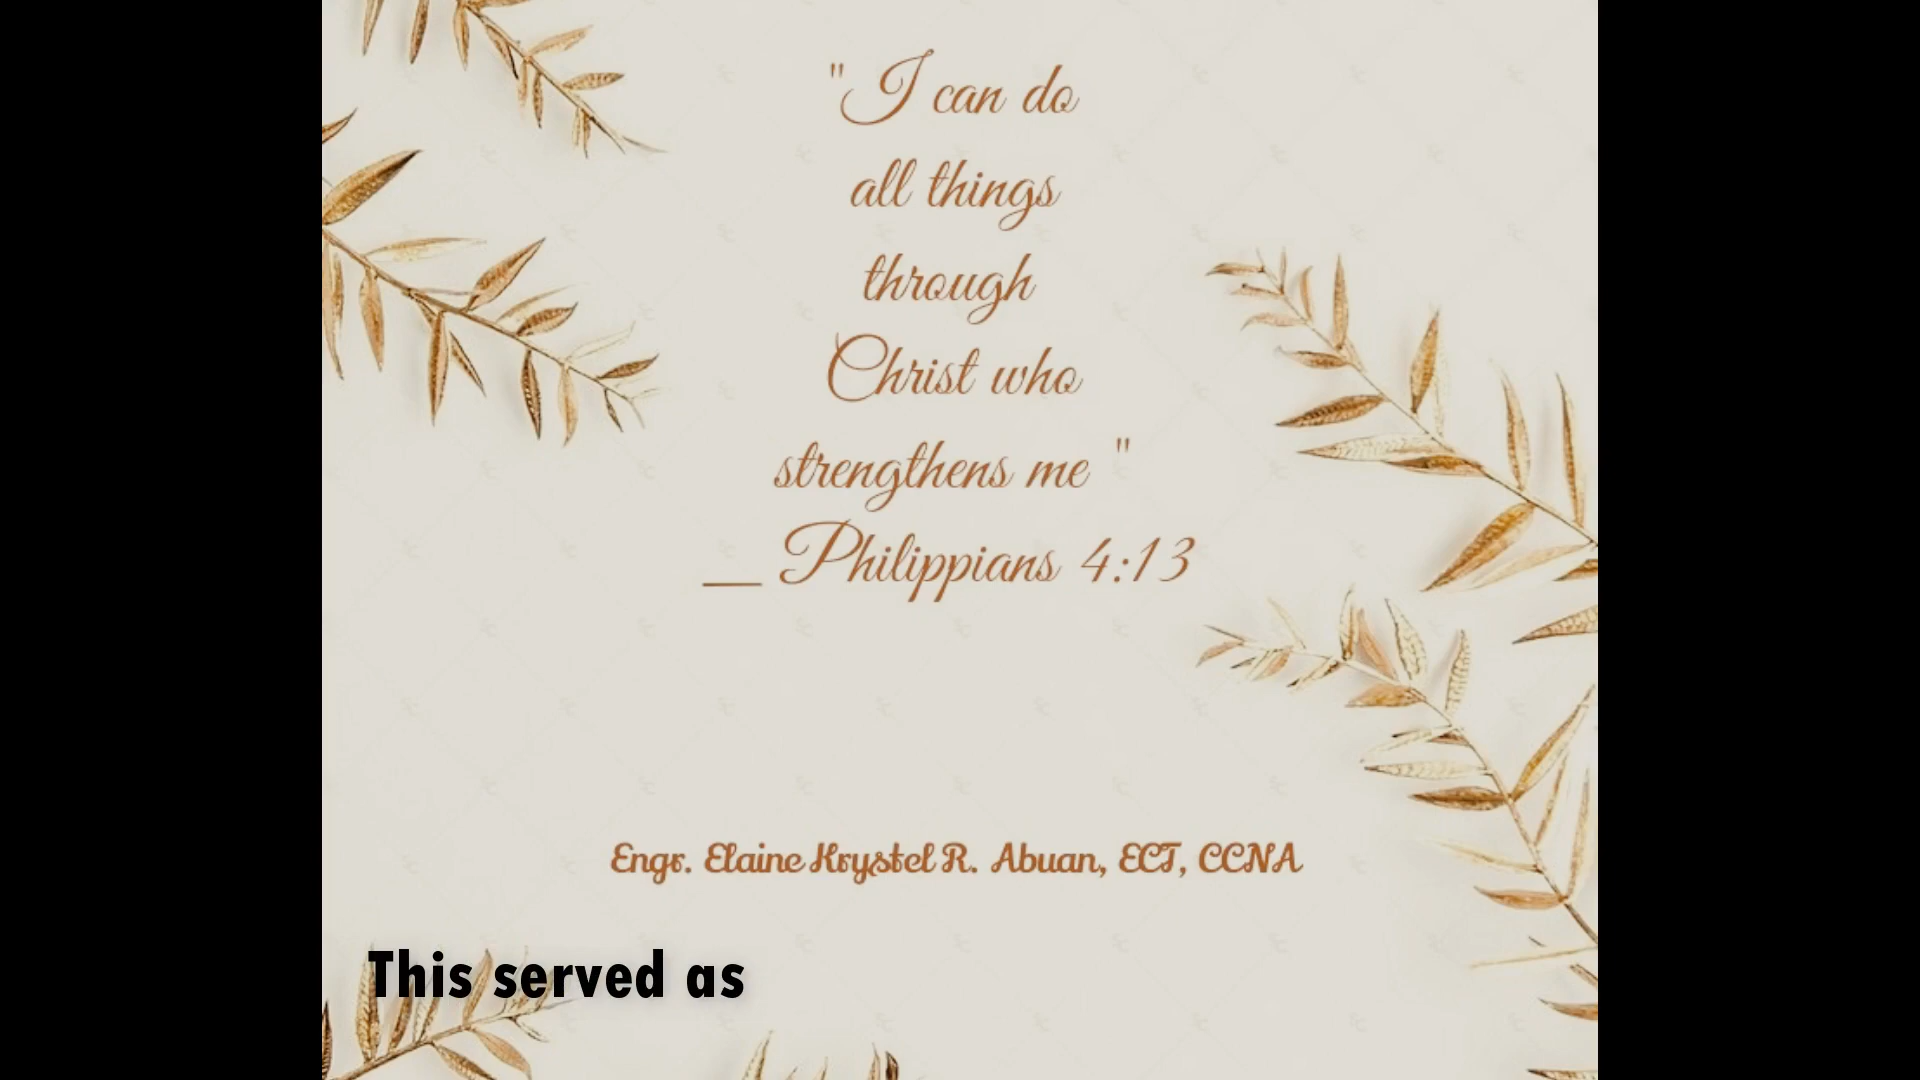 " I can do
all things
through
Christ who
strengthens me "
__ Philippians 4:13
Engr. Elaine Krystel R. Abuan, ECT, CCNA
This served as